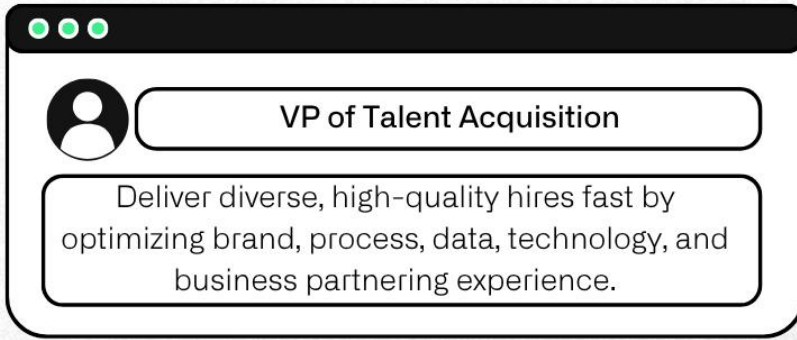 VP of Talent Acquisition
Deliver diverse, high-quality hires fast by
optimizing brand, process, data, technology, and
business partnering experience.